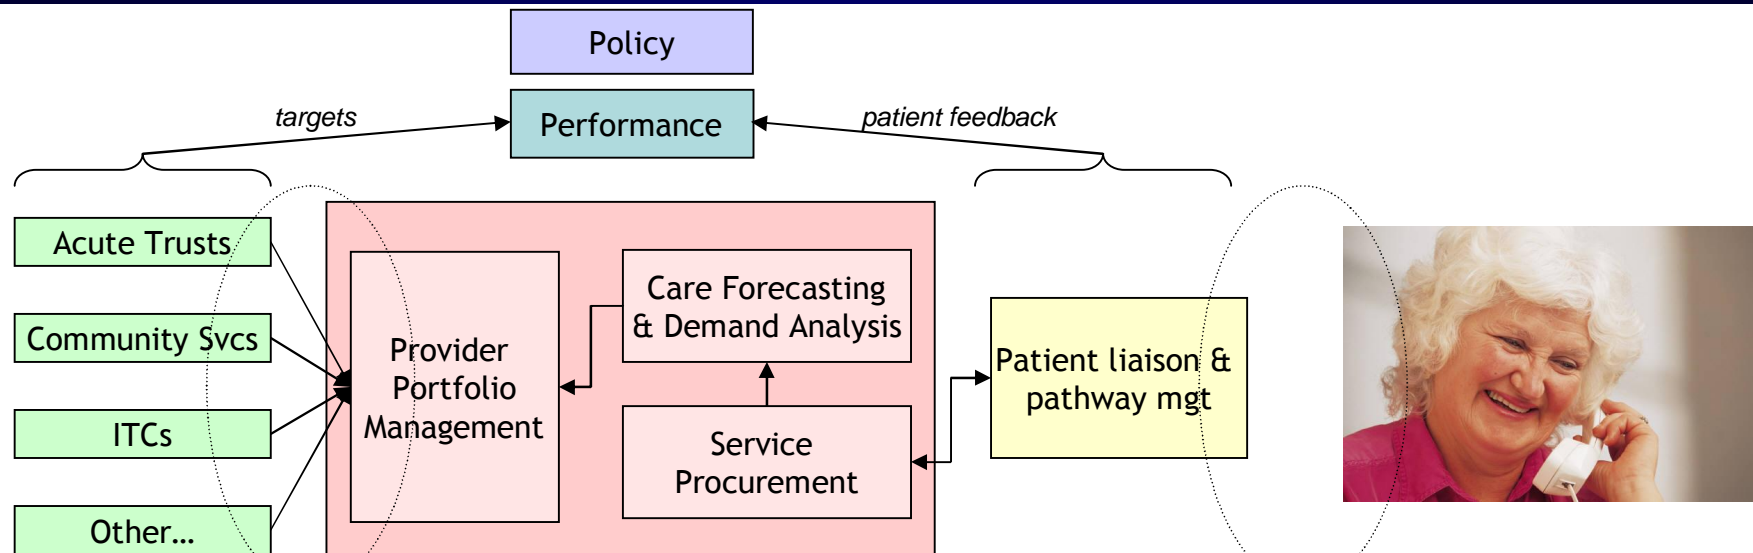 Policy
targets
Performance
patient feedback
Acute Trusts
Community Svcs
ITCs
Other…
Provider
Portfolio
Management
Care Forecasting
& Demand Analysis
Service
Procurement
Patient liaison &
pathway mgt